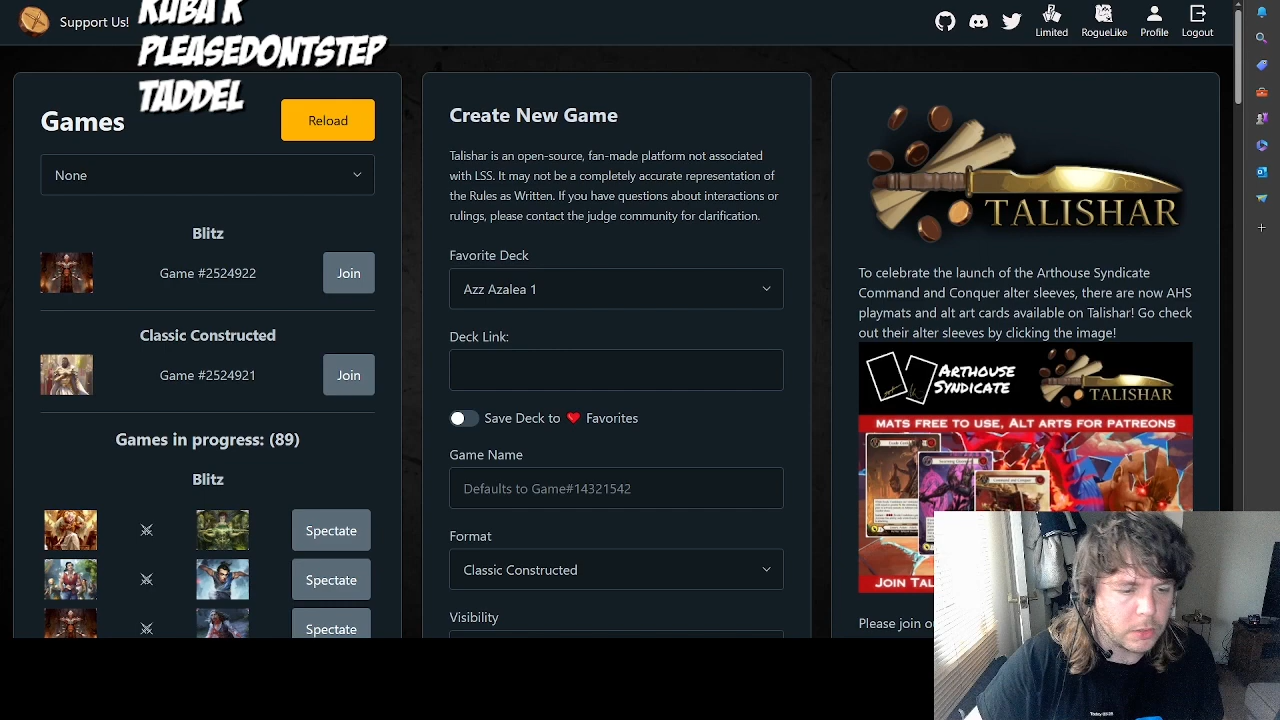 Support Us!
KUBA K
PLEASEDONTSTEP
TADDEL
Limited
RogueLike
Profile
Logout
Games
Reload
None
Blitz
Game #2524922
Join
Classic Constructed
Game #2524921
Join
Games in progress: (89)
Blitz
Spectate
Spectate
Spectate
Create New Game
Talishar is an open-source, fan-made platform not associated
with LSS. It may not be a completely accurate representation of
the Rules as Written. If you have questions about interactions or
rulings, please contact the judge community for clarification.
Favorite Deck
Azz Azalea 1
Deck Link:
Save Deck to ❤ Favorites
Game Name
Defaults to Game#14321542
Format
Classic Constructed
Visibility
TALISHAR
To celebrate the launch of the Arthouse Syndicate
Command and Conquer alter sleeves, there are now AHS
playmats and alt art cards available on Talishar! Go check
out their alter sleeves by clicking the image!
ARTHOUSE
SYNDICATE
TALISHAR
MATS FREE TO USE, ALT ARTS FOR PATREONS
JOIN TAL
Please join ou